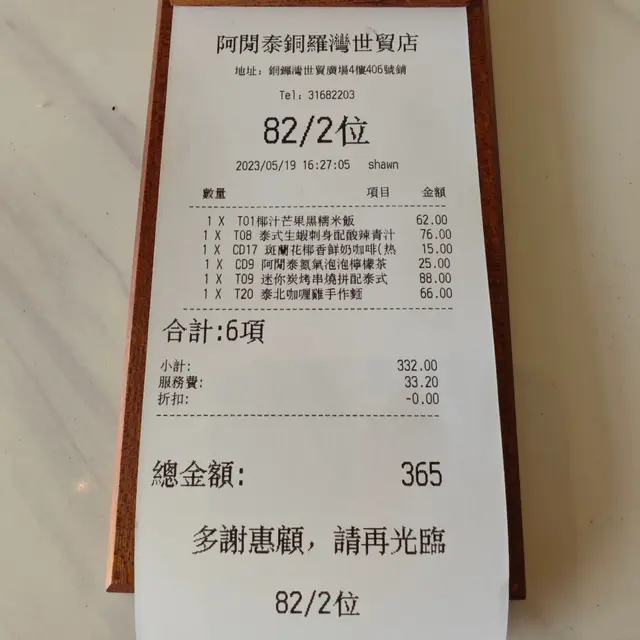 阿閒泰銅羅灣世貿店
地址：銅鑼灣世貿廣場4樓406號鋪
Tel：31682203
82/2位
2023/05/19 16:27:05 shawn
數量 項目 金額
1 X T01椰汁芒果黑糯米飯 62.00
1 X T08 泰式生蝦刺身配酸辣青汁 76.00
1 X CD17 斑蘭花椰香鮮奶咖啡(熱 15.00
1 X CD9 阿閒泰氮氣泡泡檸檬茶 25.00
1 X T09 迷你炭烤串燒拼配泰式 88.00
1 X T20 泰北咖喱雞手作麵 66.00
合計:6項
小計: 332.00
服務費: 33.20
折扣: -0.00
總金額: 365
多謝惠顧，請再光臨
82/2位